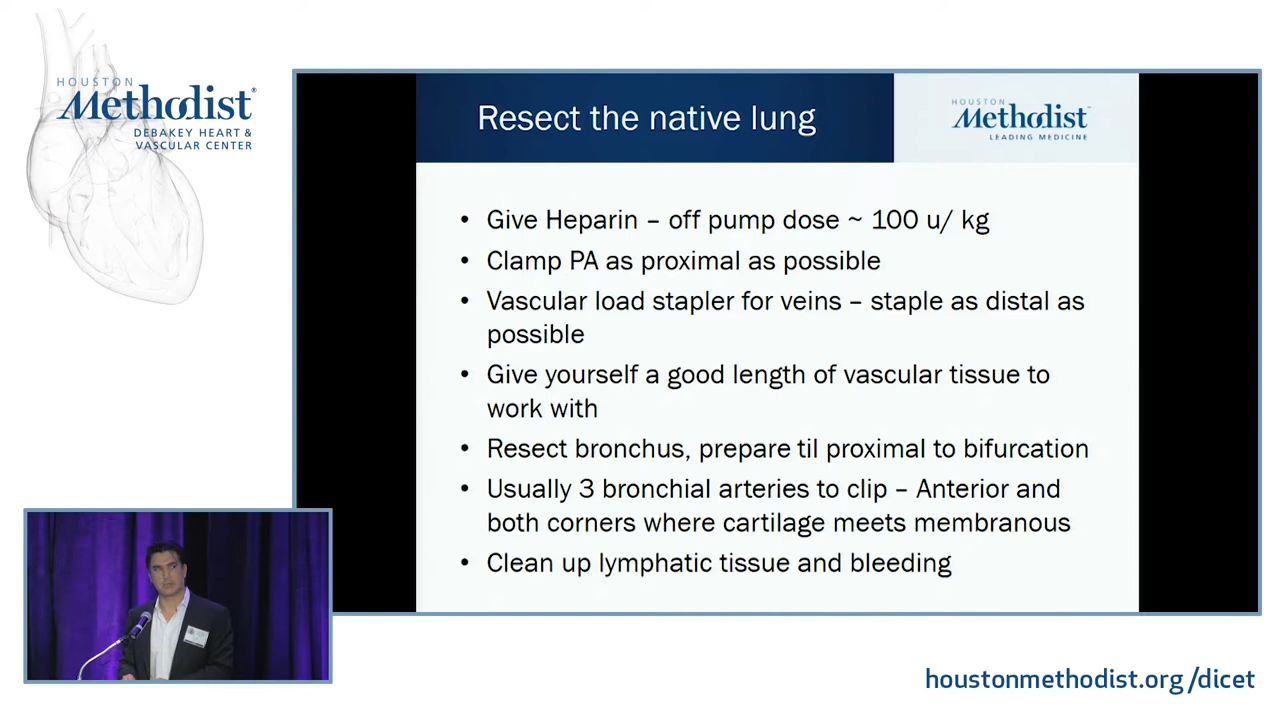 HOUSTON
Methodist®
DEBAKEY HEART &
VASCULAR CENTER
Resect the native lung
HOUSTON
Methodist
LEADING MEDICINE
• Give Heparin – off pump dose ~ 100 u/ kg
• Clamp PA as proximal as possible
• Vascular load stapler for veins – staple as distal as
possible
• Give yourself a good length of vascular tissue to
work with
• Resect bronchus, prepare til proximal to bifurcation
• Usually 3 bronchial arteries to clip – Anterior and
both corners where cartilage meets membranous
• Clean up lymphatic tissue and bleeding
houstonmethodist.org/dicet